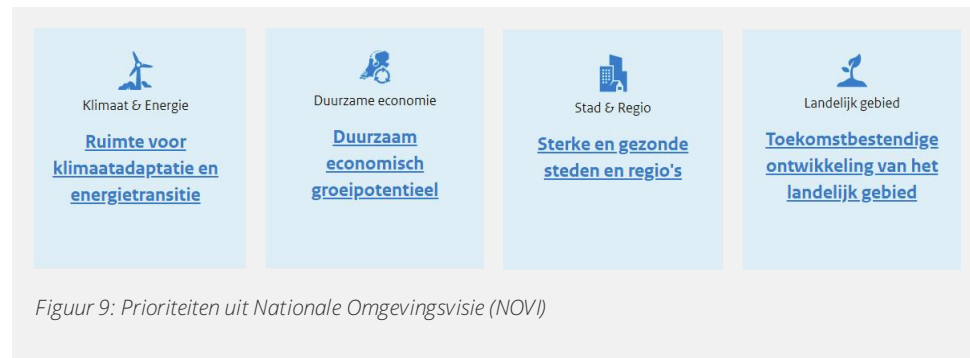 Klimaat & Energie
Ruimte voor
klimaatadaptatie en
energietransitie
Duurzame economie
Duurzaam
economisch
groeipotentieel
Stad & Regio
Sterke en gezonde
steden en regio's
Landelijk gebied
Toekomstbestendige
ontwikkeling van het
landelijk gebied
Figuur 9: Prioriteiten uit Nationale Omgevingsvisie (NOVI)